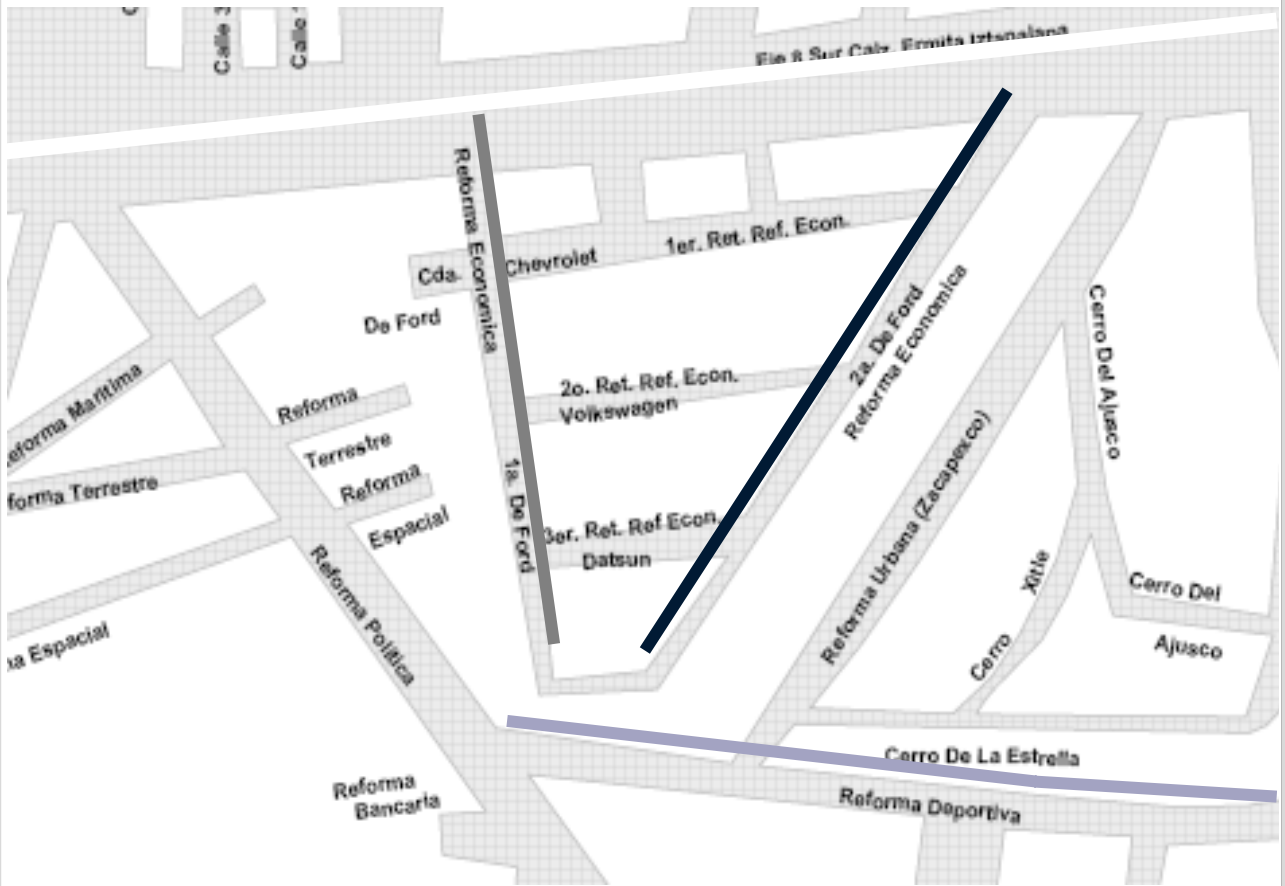 Calle 3
Calle
Eje 8 Sur Calz. Ermita Iztapalapa
Reforma Economica
1er. Ret. Ref. Econ.
Cda. Chevrolet
De Ford
2a. De Ford
Reforma Economica
Cerro Del Ajusco
eforma Maritima
2o. Ret. Ref. Econ.
Volkswagen
Reforma
Terrestre
Reforma
Espacial
forma Terrestre
1a. De Ford
3er. Ret. Ref Econ.
Datsun
Reforma Urbana (Zacapexco)
Xitle
Cerro
Cerro Del
Ajusco
Reforma Politica
na Espacial
Cerro De La Estrella
Reforma
Bancaria
Reforma Deportiva